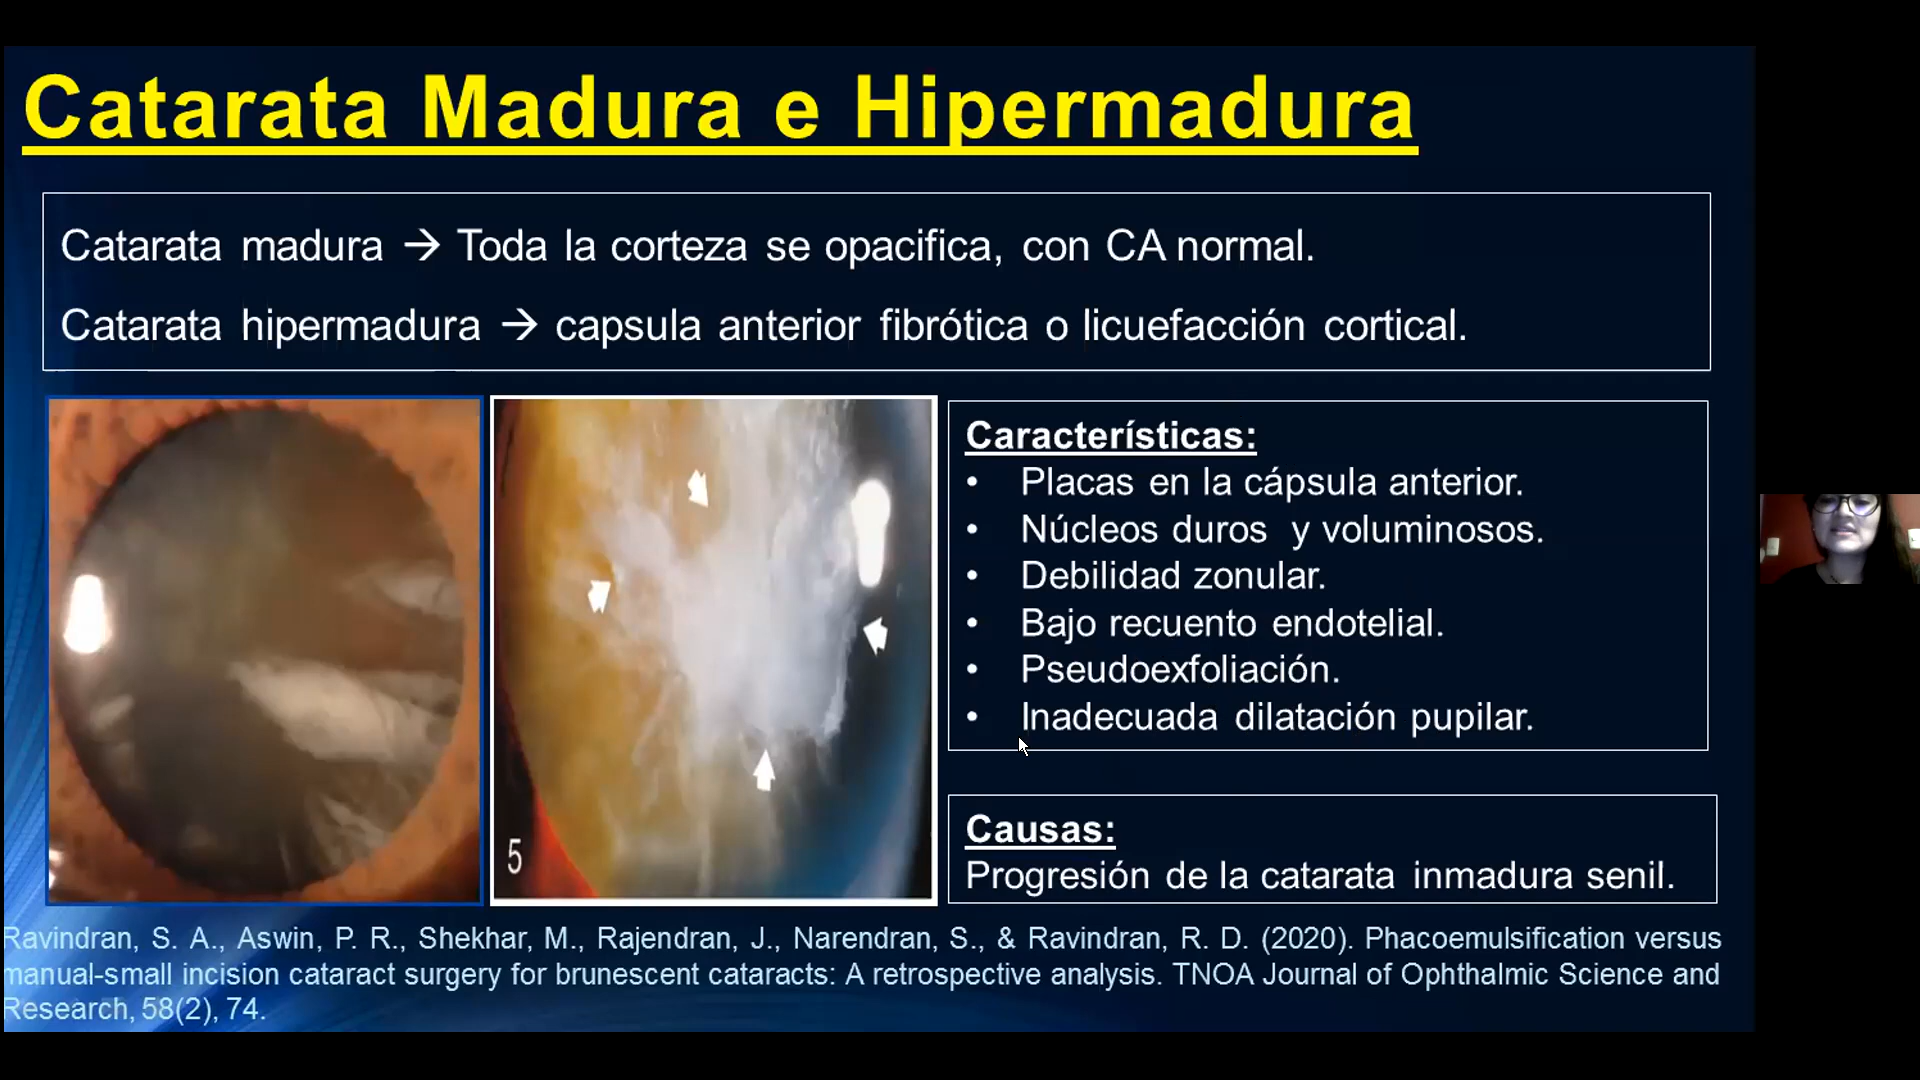 Catarata Madura e Hipermadura
Catarata madura → Toda la corteza se opacifica, con CA normal.
Catarata hipermadura → capsula anterior fibrótica o licuefacción cortical.
5
Características:
• Placas en la cápsula anterior.
• Núcleos duros y voluminosos.
• Debilidad zonular.
• Bajo recuento endotelial.
• Pseudoexfoliación.
• Inadecuada dilatación pupilar.
Causas:
Progresión de la catarata inmadura senil.
Ravindran, S. A., Aswin, P. R., Shekhar, M., Rajendran, J., Narendran, S., & Ravindran, R. D. (2020). Phacoemulsification versus
manual-small incision cataract surgery for brunescent cataracts: A retrospective analysis. TNOA Journal of Ophthalmic Science and
Research, 58(2), 74.